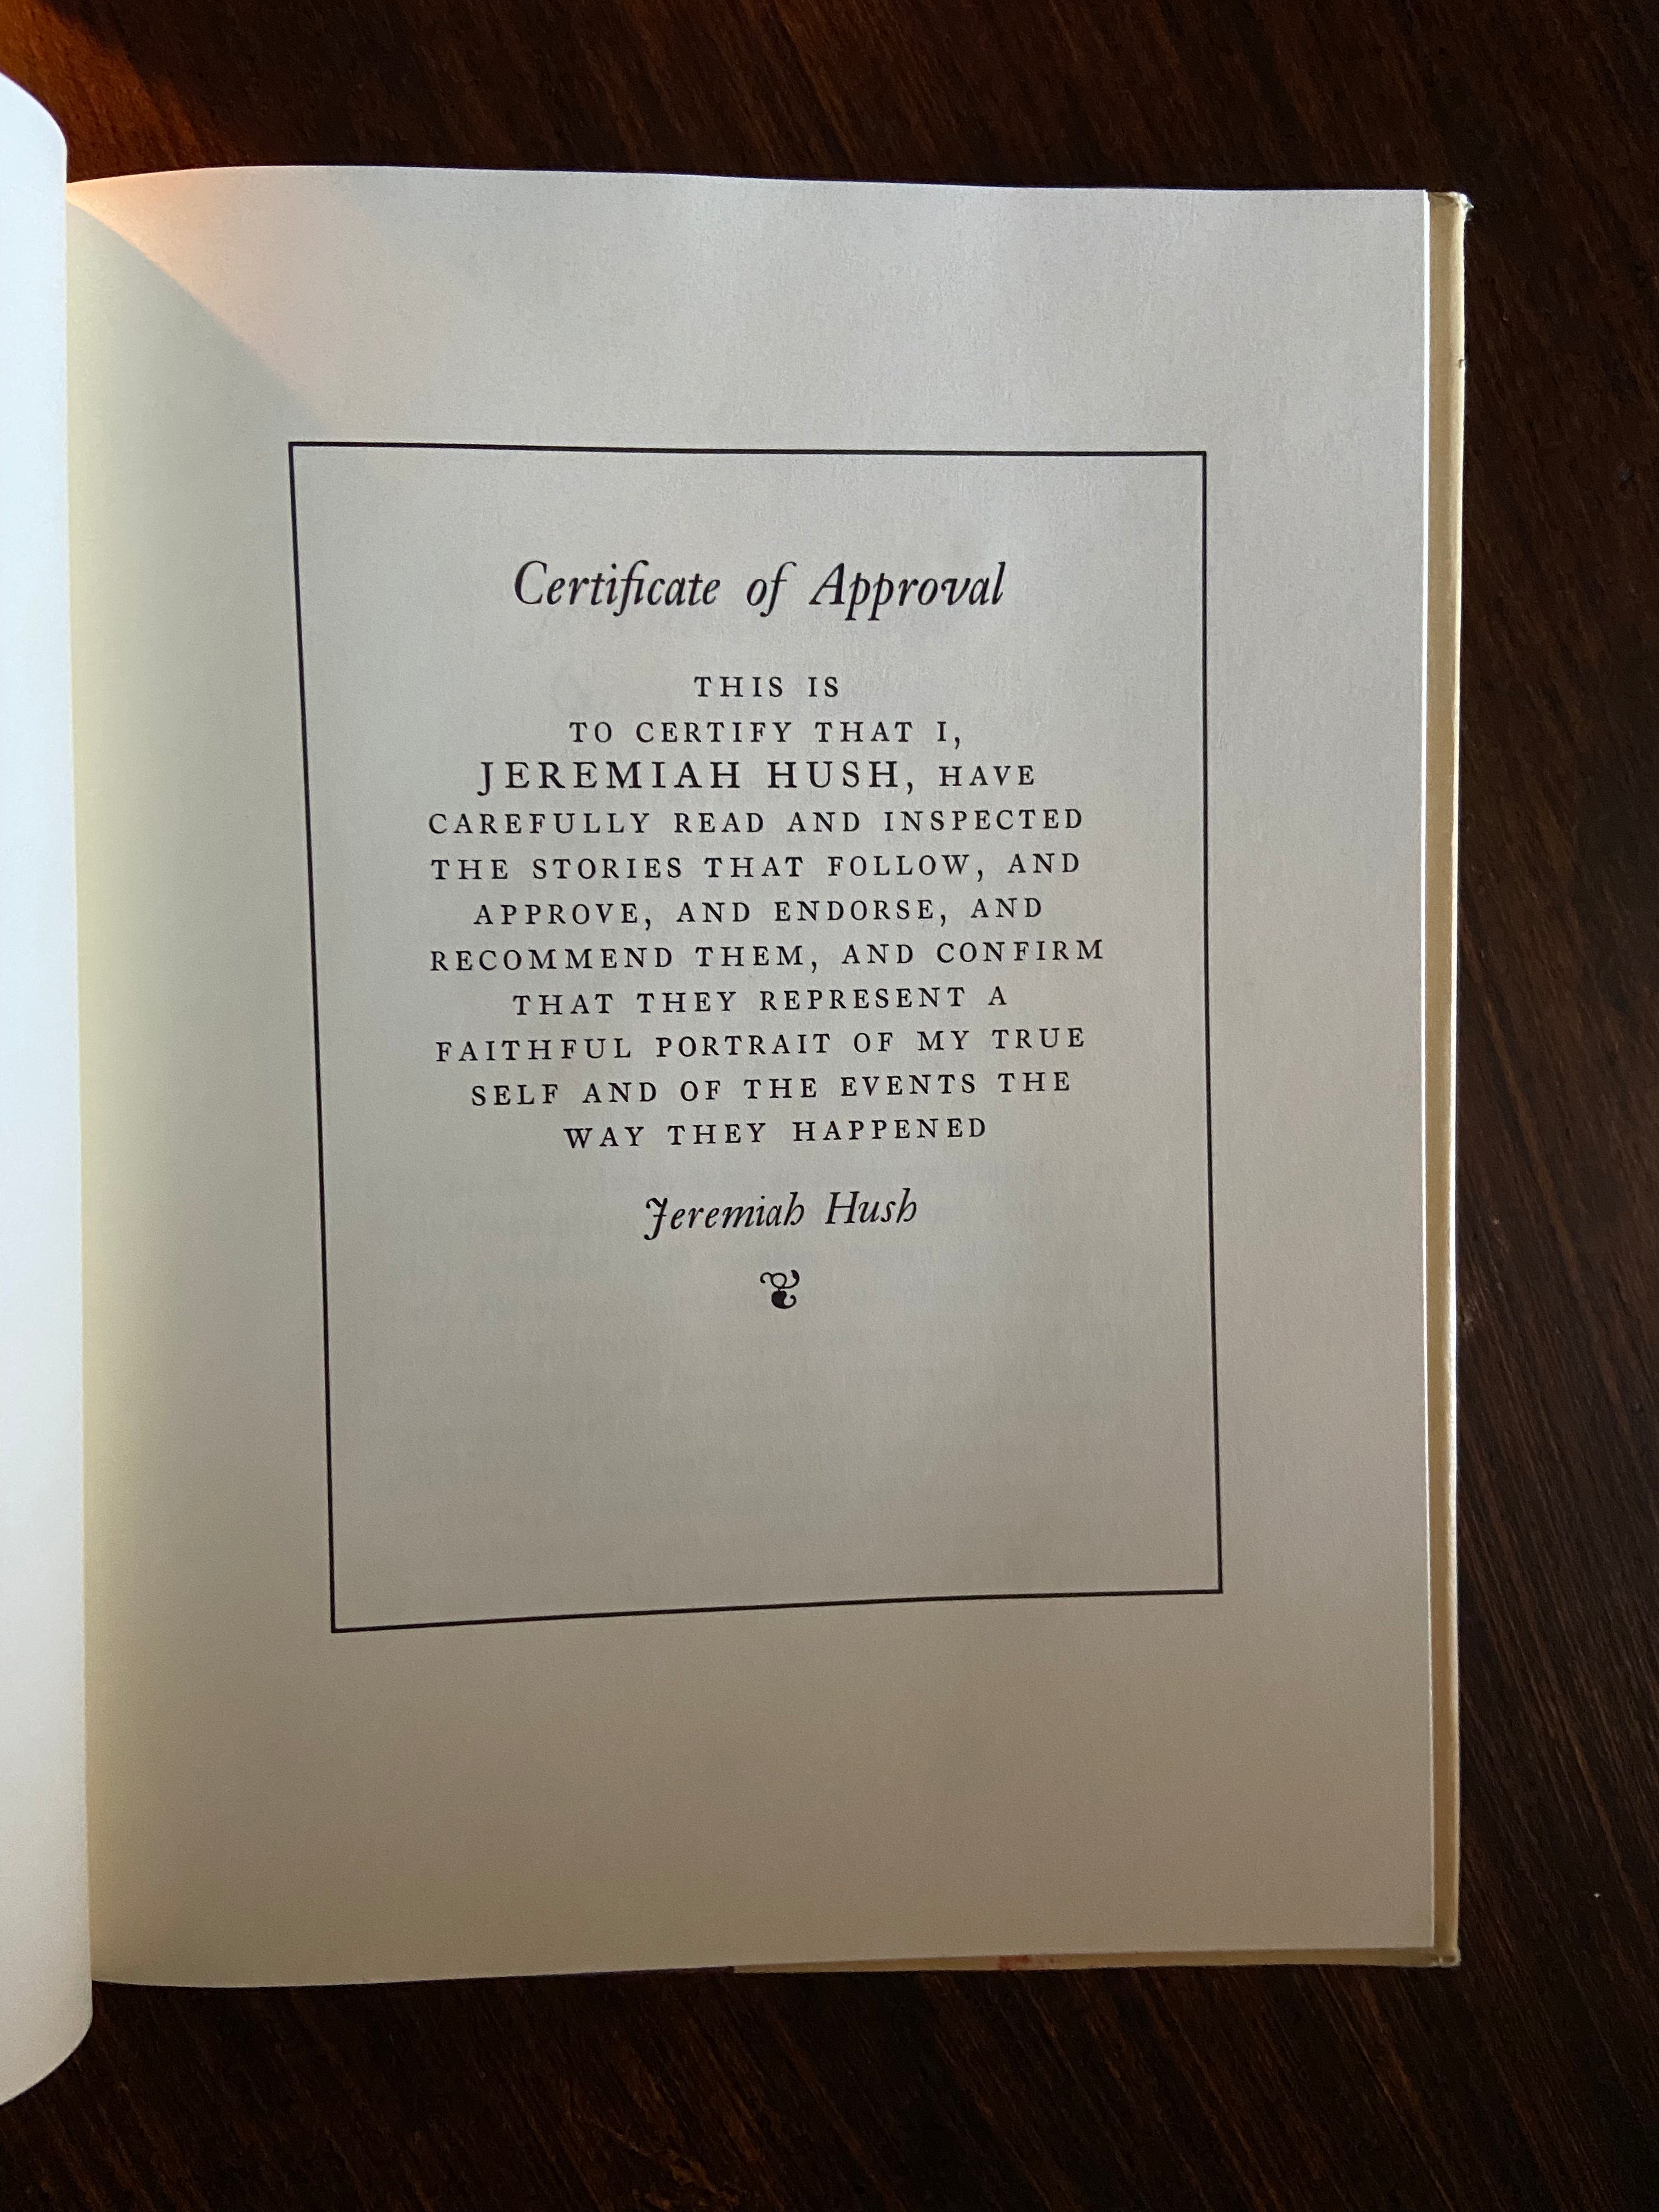 Certificate of Approval
THIS IS
TO CERTIFY THAT I,
JEREMIAH HUSH, HAVE
CAREFULLY READ AND INSPECTED
THE STORIES THAT FOLLOW, AND
APPROVE, AND ENDORSE, AND
RECOMMEND THEM, AND CONFIRM
THAT THEY REPRESENT A
FAITHFUL PORTRAIT OF MY TRUE
SELF AND OF THE EVENTS THE
WAY THEY HAPPENED
Jeremiah Hush